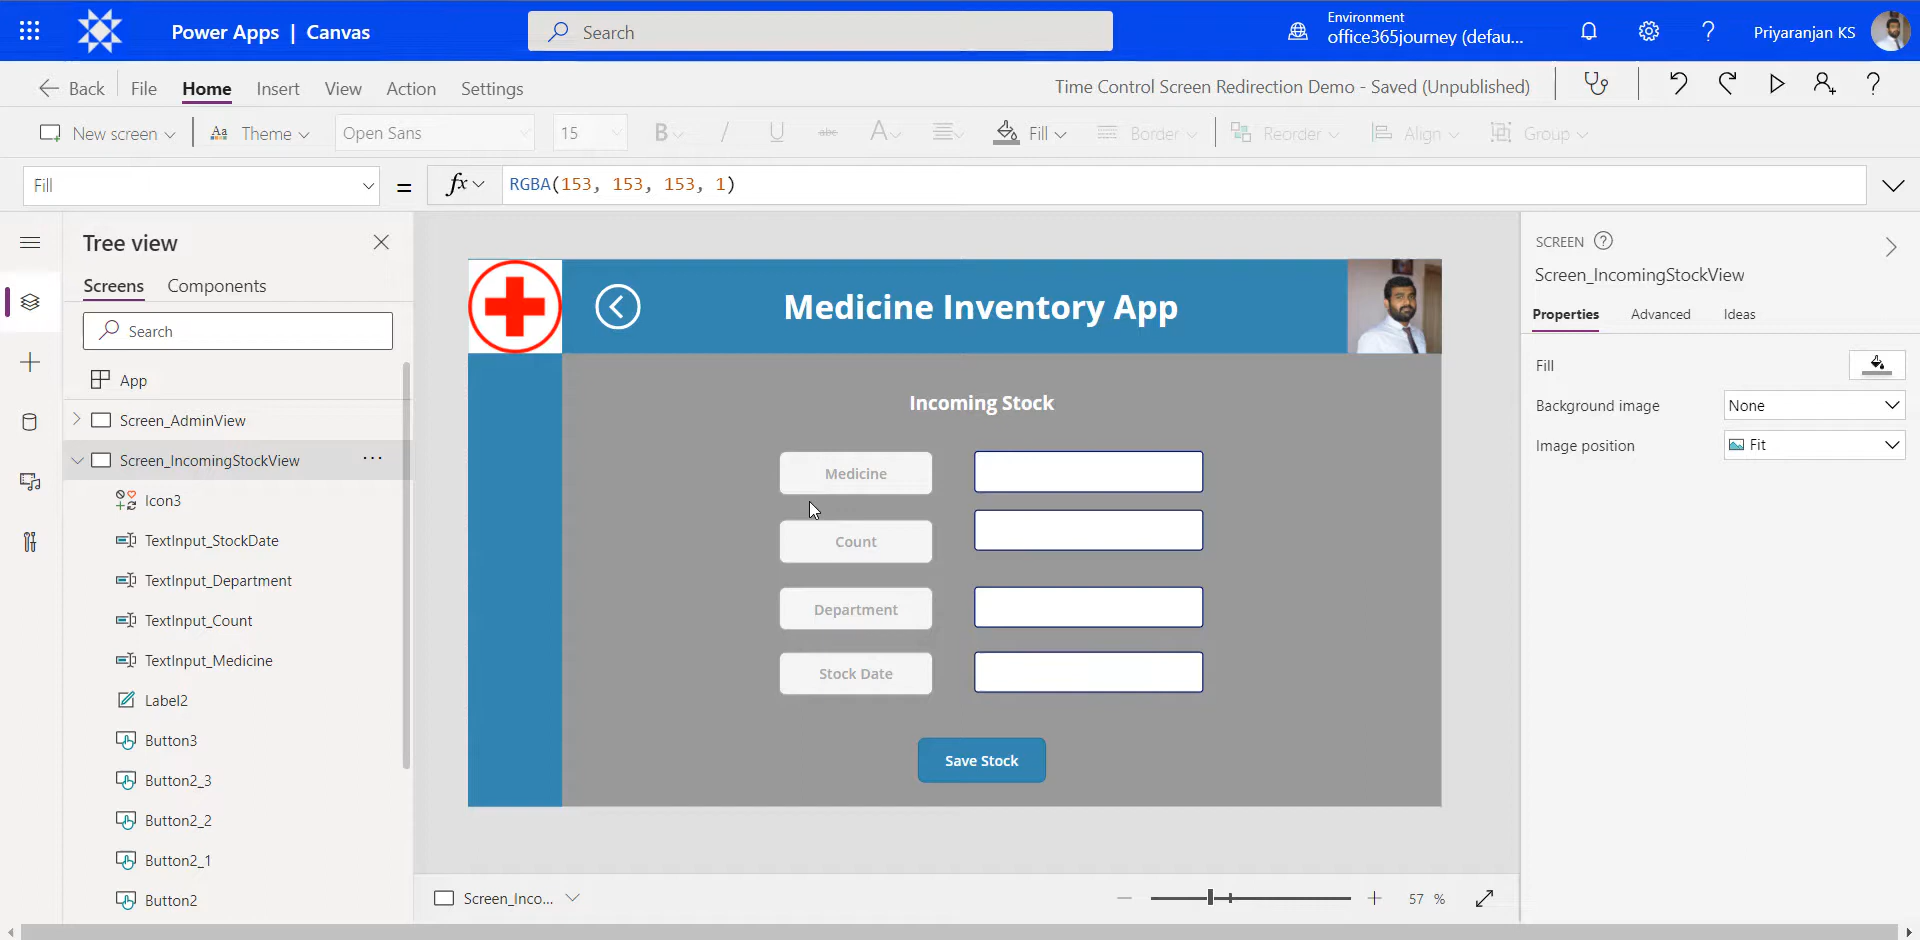 Power Apps | Canvas
Search
Environment
office365journey (defau...
Priyaranjan KS
Back
File
Home
Insert
View
Action
Settings
Time Control Screen Redirection Demo - Saved (Unpublished)
New screen
Theme
Open Sans
15
B
/
U
abc
A
Fill
Border
Reorder
Align
Group
Fill
=
fx
RGBA(153, 153, 153, 1)
Tree view
Screens
Components
Search
App
Screen_AdminView
Screen_IncomingStockView
...
Icon3
TextInput_StockDate
TextInput_Department
TextInput_Count
TextInput_Medicine
Label2
Button3
Button2_3
Button2_2
Button2_1
Button2
Medicine Inventory App
Incoming Stock
Medicine
Count
Department
Stock Date
Save Stock
Screen_Inco...
57 %
SCREEN
Screen_IncomingStockView
Properties
Advanced
Ideas
Fill
Background image
None
Image position
Fit